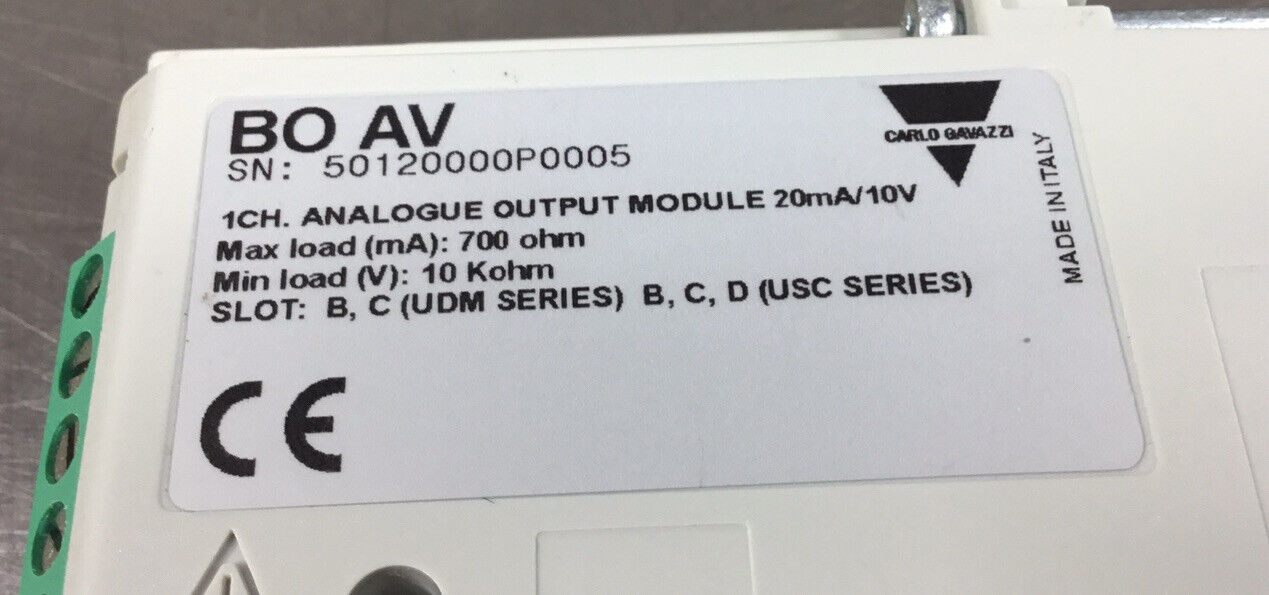 BO AV
SN: 50120000P0005
CARLO GAVAZZI
1CH. ANALOGUE OUTPUT MODULE 20mA/10V
Max load (mA): 700 ohm
Min load (V): 10 Kohm
SLOT: B, C (UDM SERIES) B, C, D (USC SERIES)
MADE IN ITALY
CE